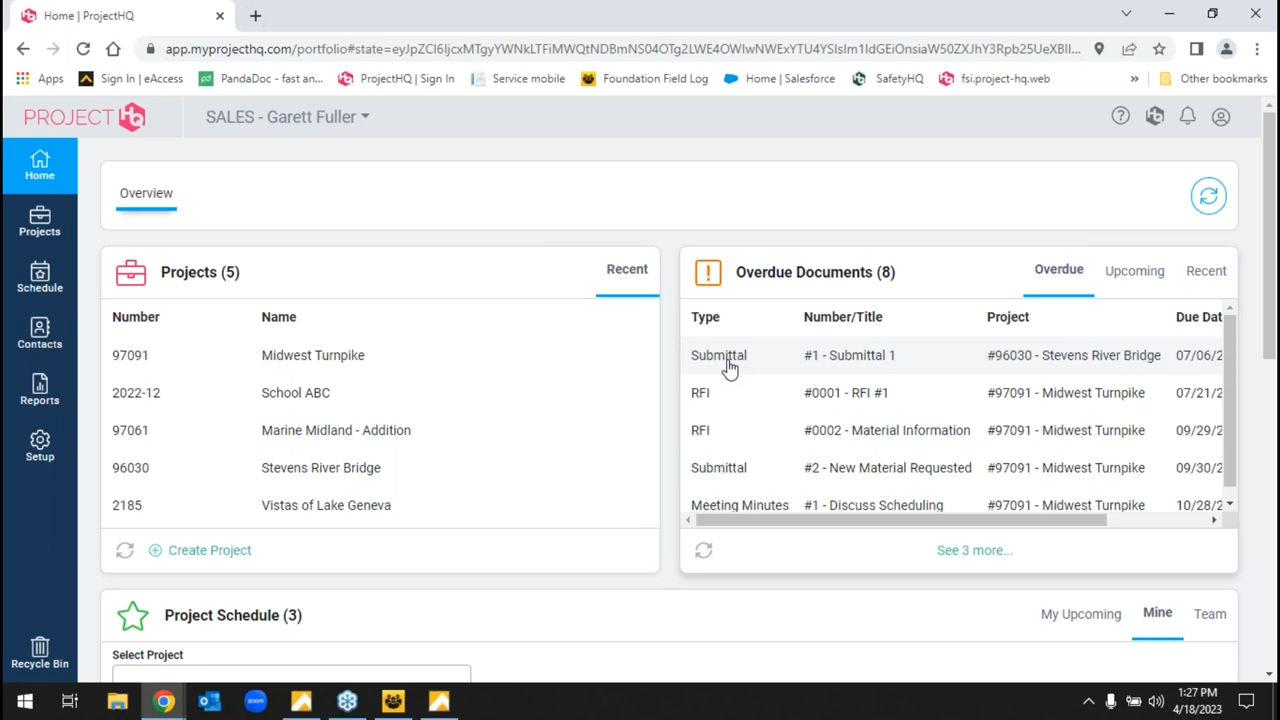 Home | ProjectHQ
app.myprojecthq.com/portfolio#state=
Apps Sign In | eAccess PandaDoc - fast an... ProjectHQ | Sign In Service mobile Foundation Field Log Home | Salesforce SafetyHQ fsi.project-hq.web » Other bookmarks
PROJECT HQ SALES - Garett Fuller
Home
Projects
Schedule
Contacts
Reports
Setup
Recycle Bin
Overview
Projects (5) Recent
Number Name
97091 Midwest Turnpike
2022-12 School ABC
97061 Marine Midland - Addition
96030 Stevens River Bridge
2185 Vistas of Lake Geneva
Create Project
Overdue Documents (8) Overdue Upcoming Recent
Type Number/Title Project Due Dat
Submittal #1 - Submittal 1 #96030 - Stevens River Bridge 07/06/2
RFI #0001 - RFI #1 #97091 - Midwest Turnpike 07/21/2
RFI #0002 - Material Information #97091 - Midwest Turnpike 09/29/2
Submittal #2 - New Material Requested #97091 - Midwest Turnpike 09/30/2
Meeting Minutes #1 - Discuss Scheduling #97091 - Midwest Turnpike 10/28/2
See 3 more...
Project Schedule (3) My Upcoming Mine Team
Select Project
zoom
1:27 PM
4/18/2023